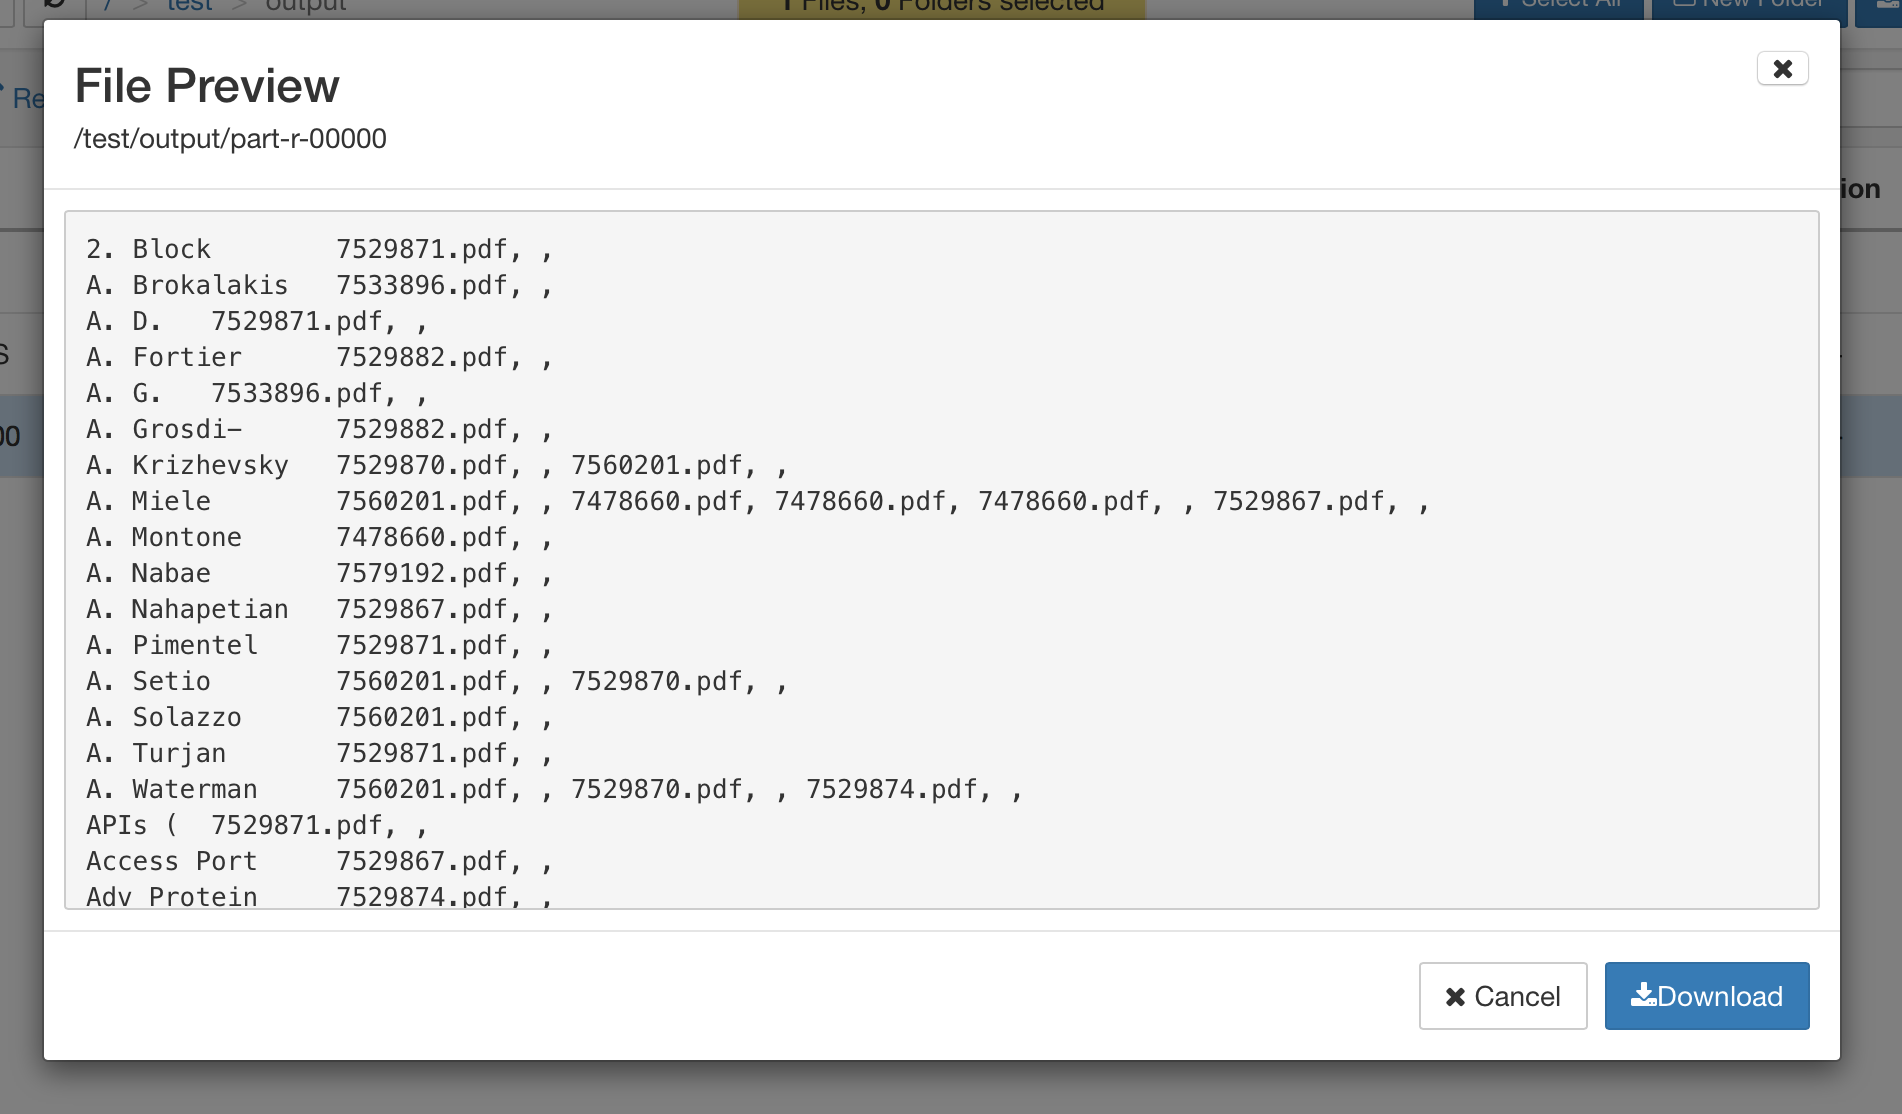 / > test > output
1 Files, 0 Folders selected
Select All
New Folder
File Preview
/test/output/part-r-00000
Re
ion
2. Block 7529871.pdf, ,
A. Brokalakis 7533896.pdf, ,
A. D. 7529871.pdf, ,
A. Fortier 7529882.pdf, ,
A. G. 7533896.pdf, ,
A. Grosdi- 7529882.pdf, ,
A. Krizhevsky 7529870.pdf, , 7560201.pdf, ,
A. Miele 7560201.pdf, , 7478660.pdf, 7478660.pdf, 7478660.pdf, , 7529867.pdf, ,
A. Montone 7478660.pdf, ,
A. Nabae 7579192.pdf, ,
A. Nahapetian 7529867.pdf, ,
A. Pimentel 7529871.pdf, ,
A. Setio 7560201.pdf, , 7529870.pdf, ,
A. Solazzo 7560201.pdf, ,
A. Turjan 7529871.pdf, ,
A. Waterman 7560201.pdf, , 7529870.pdf, , 7529874.pdf, ,
APIs ( 7529871.pdf, ,
Access Port 7529867.pdf, ,
Adv Protein 7529874.pdf, ,
S
00
Cancel
Download